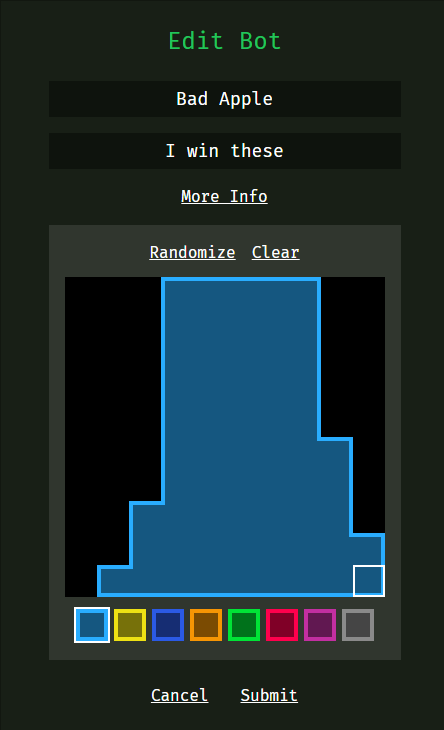 Edit Bot
Bad Apple
I win these
More Info
Randomize Clear
Cancel Submit